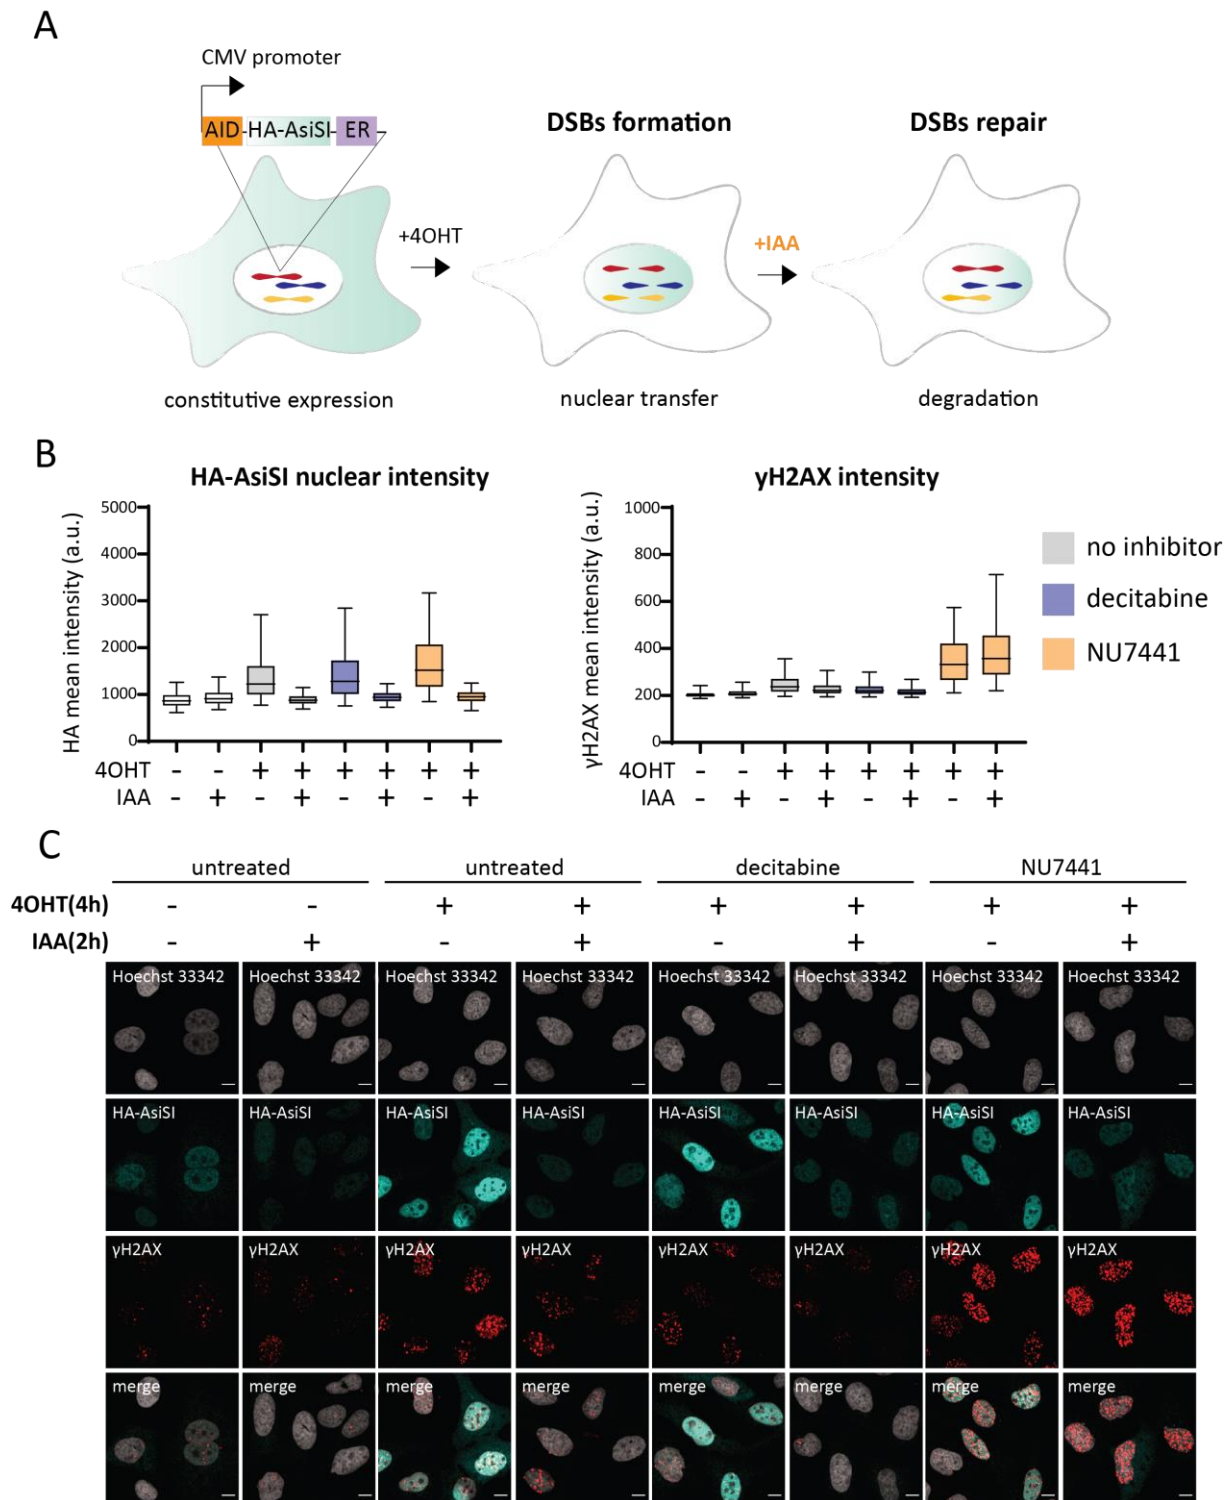 A
CMV promoter
AID HA-AsiSI ER
DSBs formation
DSBs repair
+4OHT
+IAA
constitutive expression
nuclear transfer
degradation
B
HA-AsiSI nuclear intensity
HA mean intensity (a.u.)
5000
4000
3000
2000
1000
0
4OHT - - + + + + + +
IAA - + - + - + - +
γH2AX intensity
γH2AX mean intensity (a.u.)
1000
800
600
400
200
0
4OHT - - + + + + + +
IAA - + - + - + - +
no inhibitor
decitabine
NU7441
C
untreated untreated decitabine NU7441
4OHT(4h) - - + + + + + +
IAA(2h) - + - + - + - +
Hoechst 33342 Hoechst 33342 Hoechst 33342 Hoechst 33342 Hoechst 33342 Hoechst 33342 Hoechst 33342 Hoechst 33342
HA-AsiSI HA-AsiSI HA-AsiSI HA-AsiSI HA-AsiSI HA-AsiSI HA-AsiSI HA-AsiSI
γH2AX γH2AX γH2AX γH2AX γH2AX γH2AX γH2AX γH2AX
merge merge merge merge merge merge merge merge